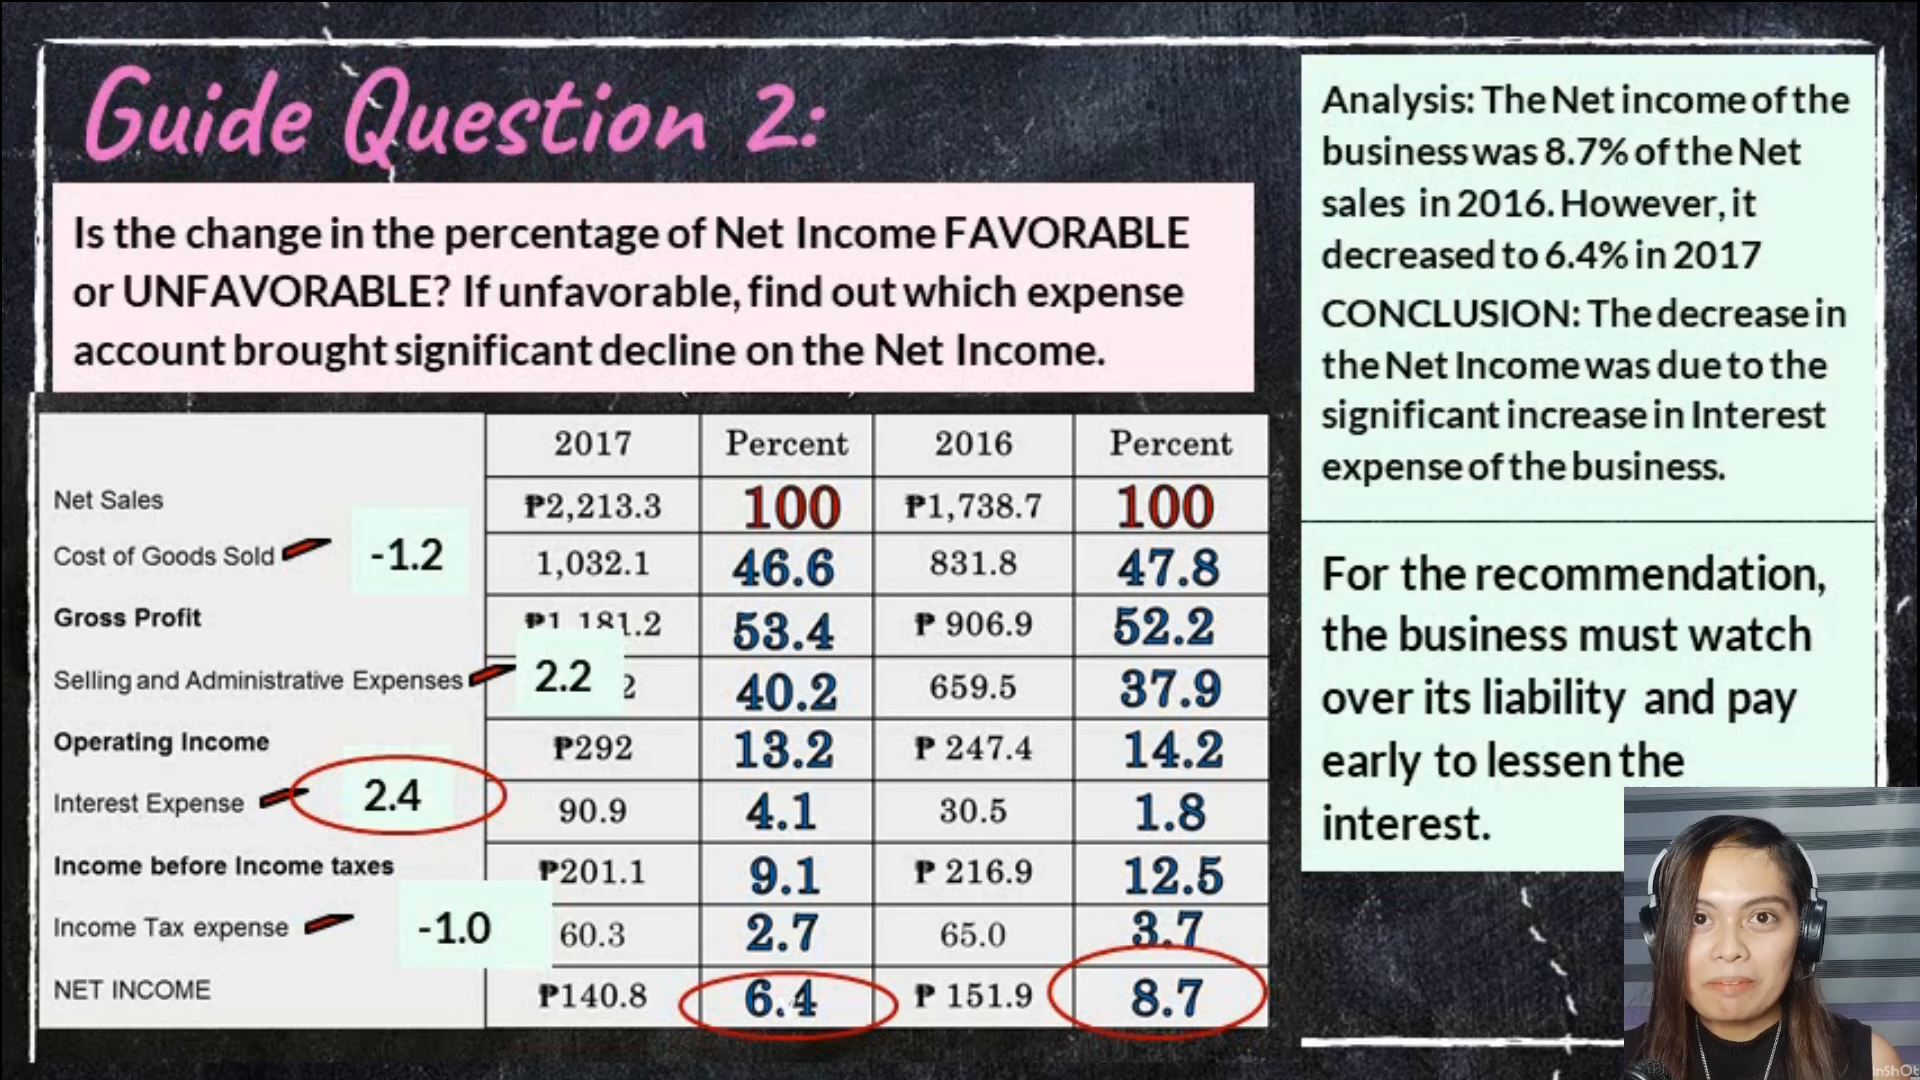 Guide Question 2:
Is the change in the percentage of Net Income FAVORABLE
or UNFAVORABLE? If unfavorable, find out which expense
account brought significant decline on the Net Income.
2017 Percent 2016 Percent
Net Sales ₱2,213.3 100 ₱1,738.7 100
Cost of Goods Sold -1.2 1,032.1 46.6 831.8 47.8
Gross Profit ₱1,181.2 53.4 ₱ 906.9 52.2
Selling and Administrative Expenses 2.2 2 40.2 659.5 37.9
Operating Income ₱292 13.2 ₱ 247.4 14.2
Interest Expense 2.4 90.9 4.1 30.5 1.8
Income before Income taxes ₱201.1 9.1 ₱ 216.9 12.5
Income Tax expense -1.0 60.3 2.7 65.0 3.7
NET INCOME ₱140.8 6.4 ₱ 151.9 8.7
Analysis: The Net income of the
business was 8.7% of the Net
sales in 2016. However, it
decreased to 6.4% in 2017
CONCLUSION: The decrease in
the Net Income was due to the
significant increase in Interest
expense of the business.
For the recommendation,
the business must watch
over its liability and pay
early to lessen the
interest.
InShOt